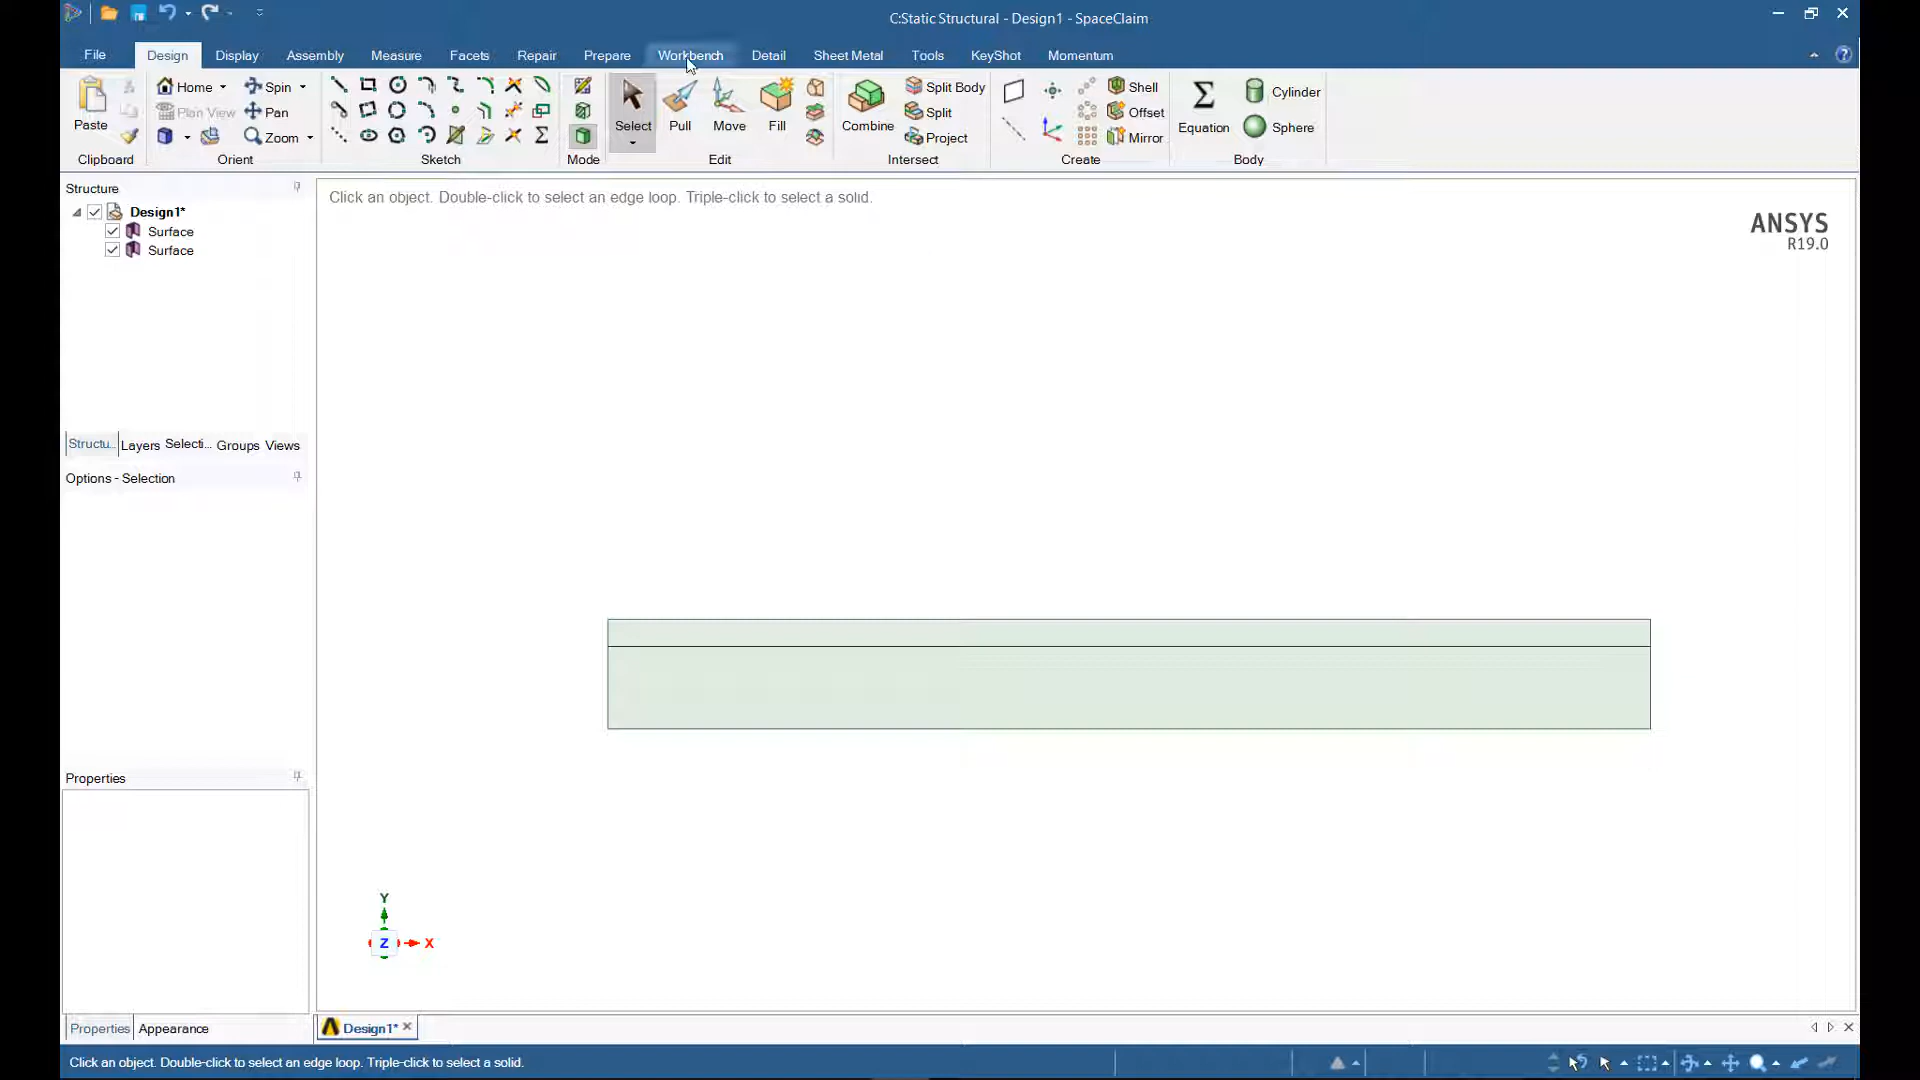 C:Static Structural - Design1 - SpaceClaim
File Design Display Assembly Measure Facets Repair Prepare Workbench Detail Sheet Metal Tools KeyShot Momentum
Paste
Clipboard
Home Spin
Plan View Pan
Zoom
Orient
Sketch
Mode
Select Pull Move Fill
Edit
Combine
Split Body
Split
Project
Intersect
Shell
Offset
Mirror
Create
Equation
Cylinder
Sphere
Body
Structure
Design1*
Surface
Surface
Structu... Layers Selecti... Groups Views
Options - Selection
Properties
Properties Appearance
Click an object. Double-click to select an edge loop. Triple-click to select a solid.
ANSYS
R19.0
Y
Z X
Design1*
Click an object. Double-click to select an edge loop. Triple-click to select a solid.